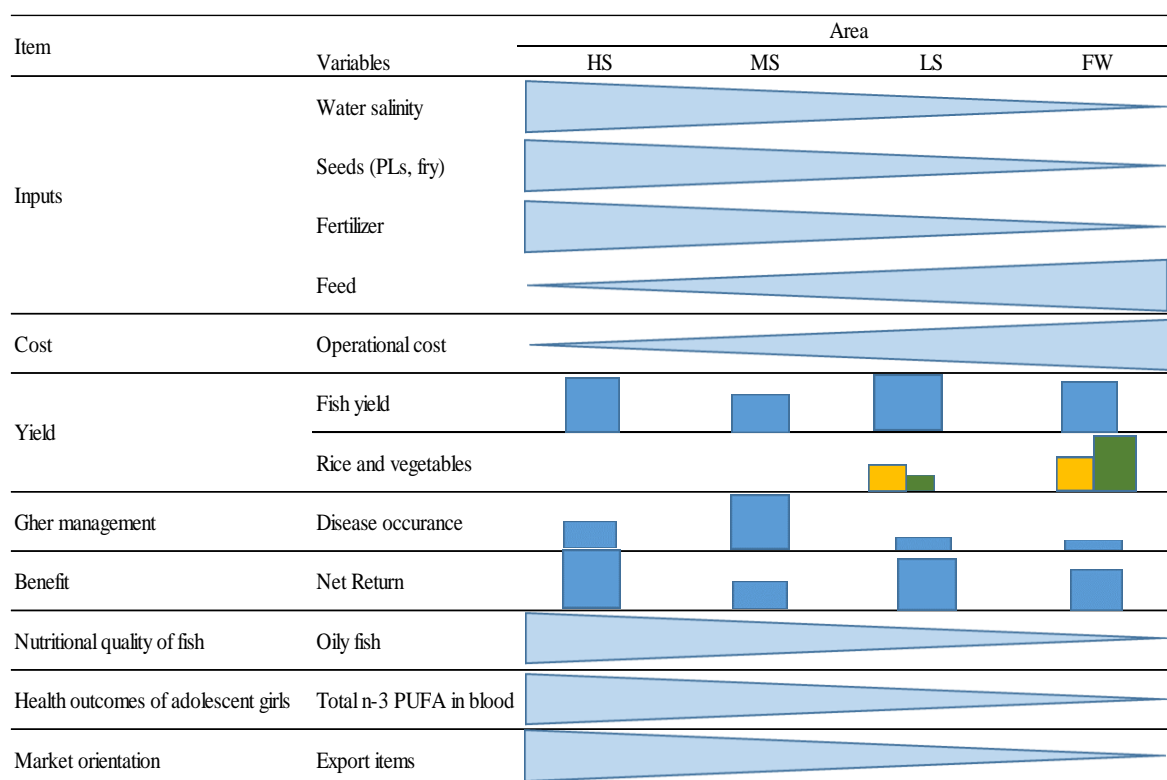 Area
Item
Variables HS MS LS FW
Water salinity
Seeds (PLs, fry)
Inputs
Fertilizer
Feed
Cost Operational cost
Fish yield
Yield
Rice and vegetables
Gher management Disease occurance
Benefit Net Return
Nutritional quality of fish Oily fish
Health outcomes of adolescent girls Total n-3 PUFA in blood
Market orientation Export items